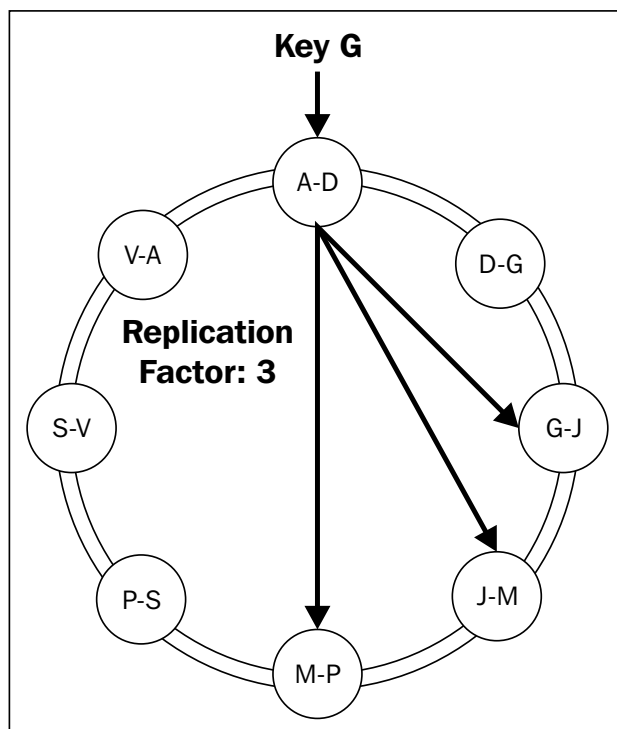 Key G
A-D
V-A
D-G
Replication
Factor: 3
S-V
G-J
P-S
J-M
M-P